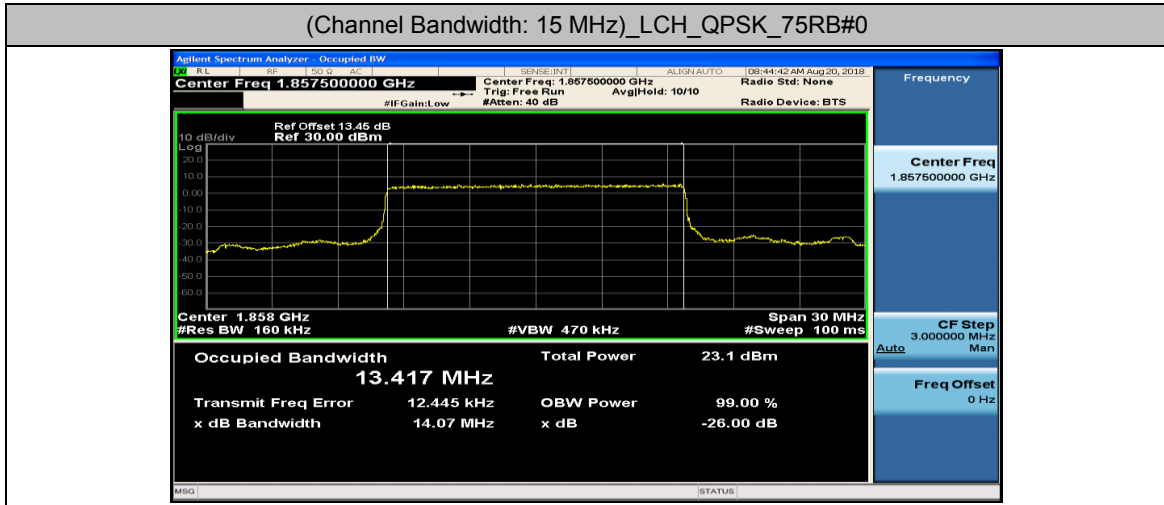 (Channel Bandwidth: 15 MHz)_LCH_QPSK_75RB#0
Agilent Spectrum Analyzer - Occupied BW
LXI RL RF 50 Ω AC SENSE:INT ALIGN AUTO 08:44:42 AM Aug 20, 2018
Center Freq 1.857500000 GHz Center Freq: 1.857500000 GHz Radio Std: None
Trig: Free Run Avg|Hold: 10/10
#IFGain:Low #Atten: 40 dB Radio Device: BTS
Ref Offset 13.45 dB
10 dB/div Ref 30.00 dBm
Log
20.0
10.0
0.00
-10.0
-20.0
-30.0
-40.0
-50.0
-60.0
Center 1.858 GHz Span 30 MHz
#Res BW 160 kHz #VBW 470 kHz #Sweep 100 ms
Occupied Bandwidth Total Power 23.1 dBm
13.417 MHz
Transmit Freq Error 12.445 kHz OBW Power 99.00 %
x dB Bandwidth 14.07 MHz x dB -26.00 dB
MSG STATUS
Frequency
Center Freq
1.857500000 GHz
CF Step
3.000000 MHz
Auto Man
Freq Offset
0 Hz